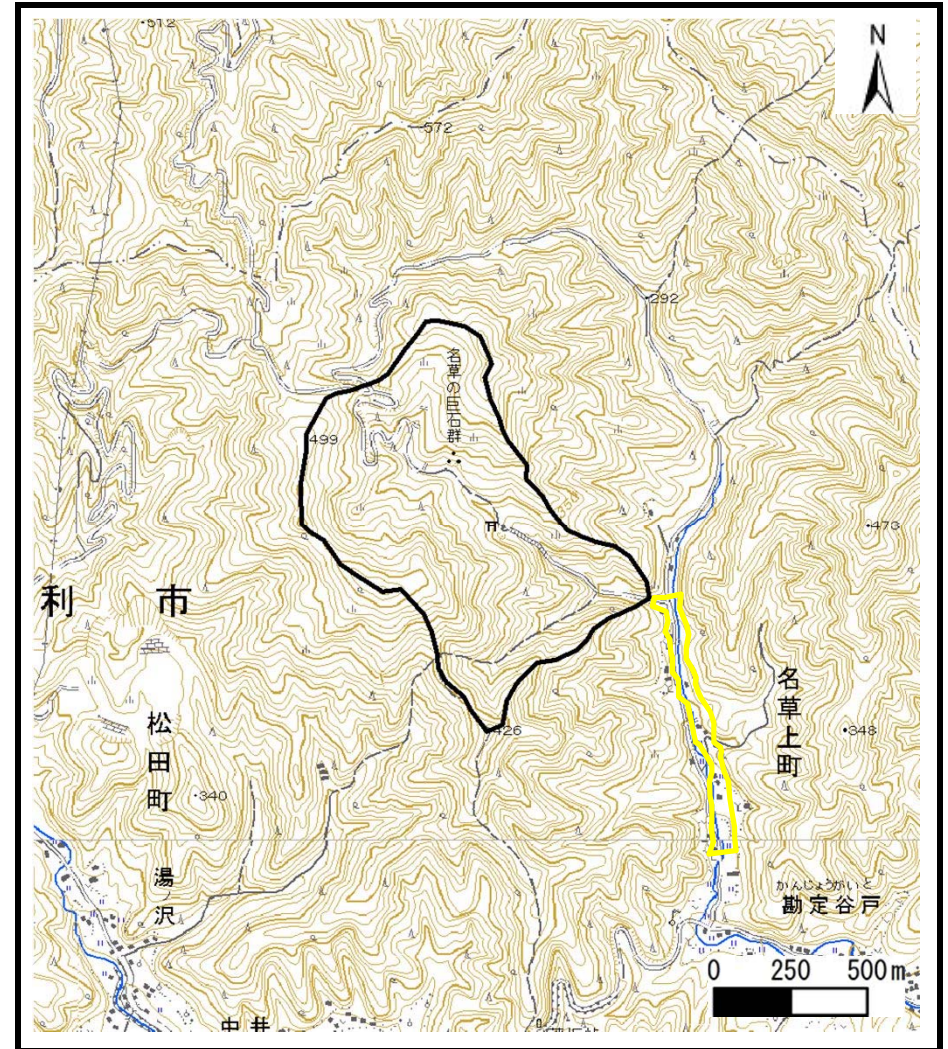 N
・512
・572
・292
名草の巨石群
・499
・473
利 市
名草上町
426
・348
松田町
・340
湯沢
かんじょうがいと
勘定谷戸
0 250 500m
中井